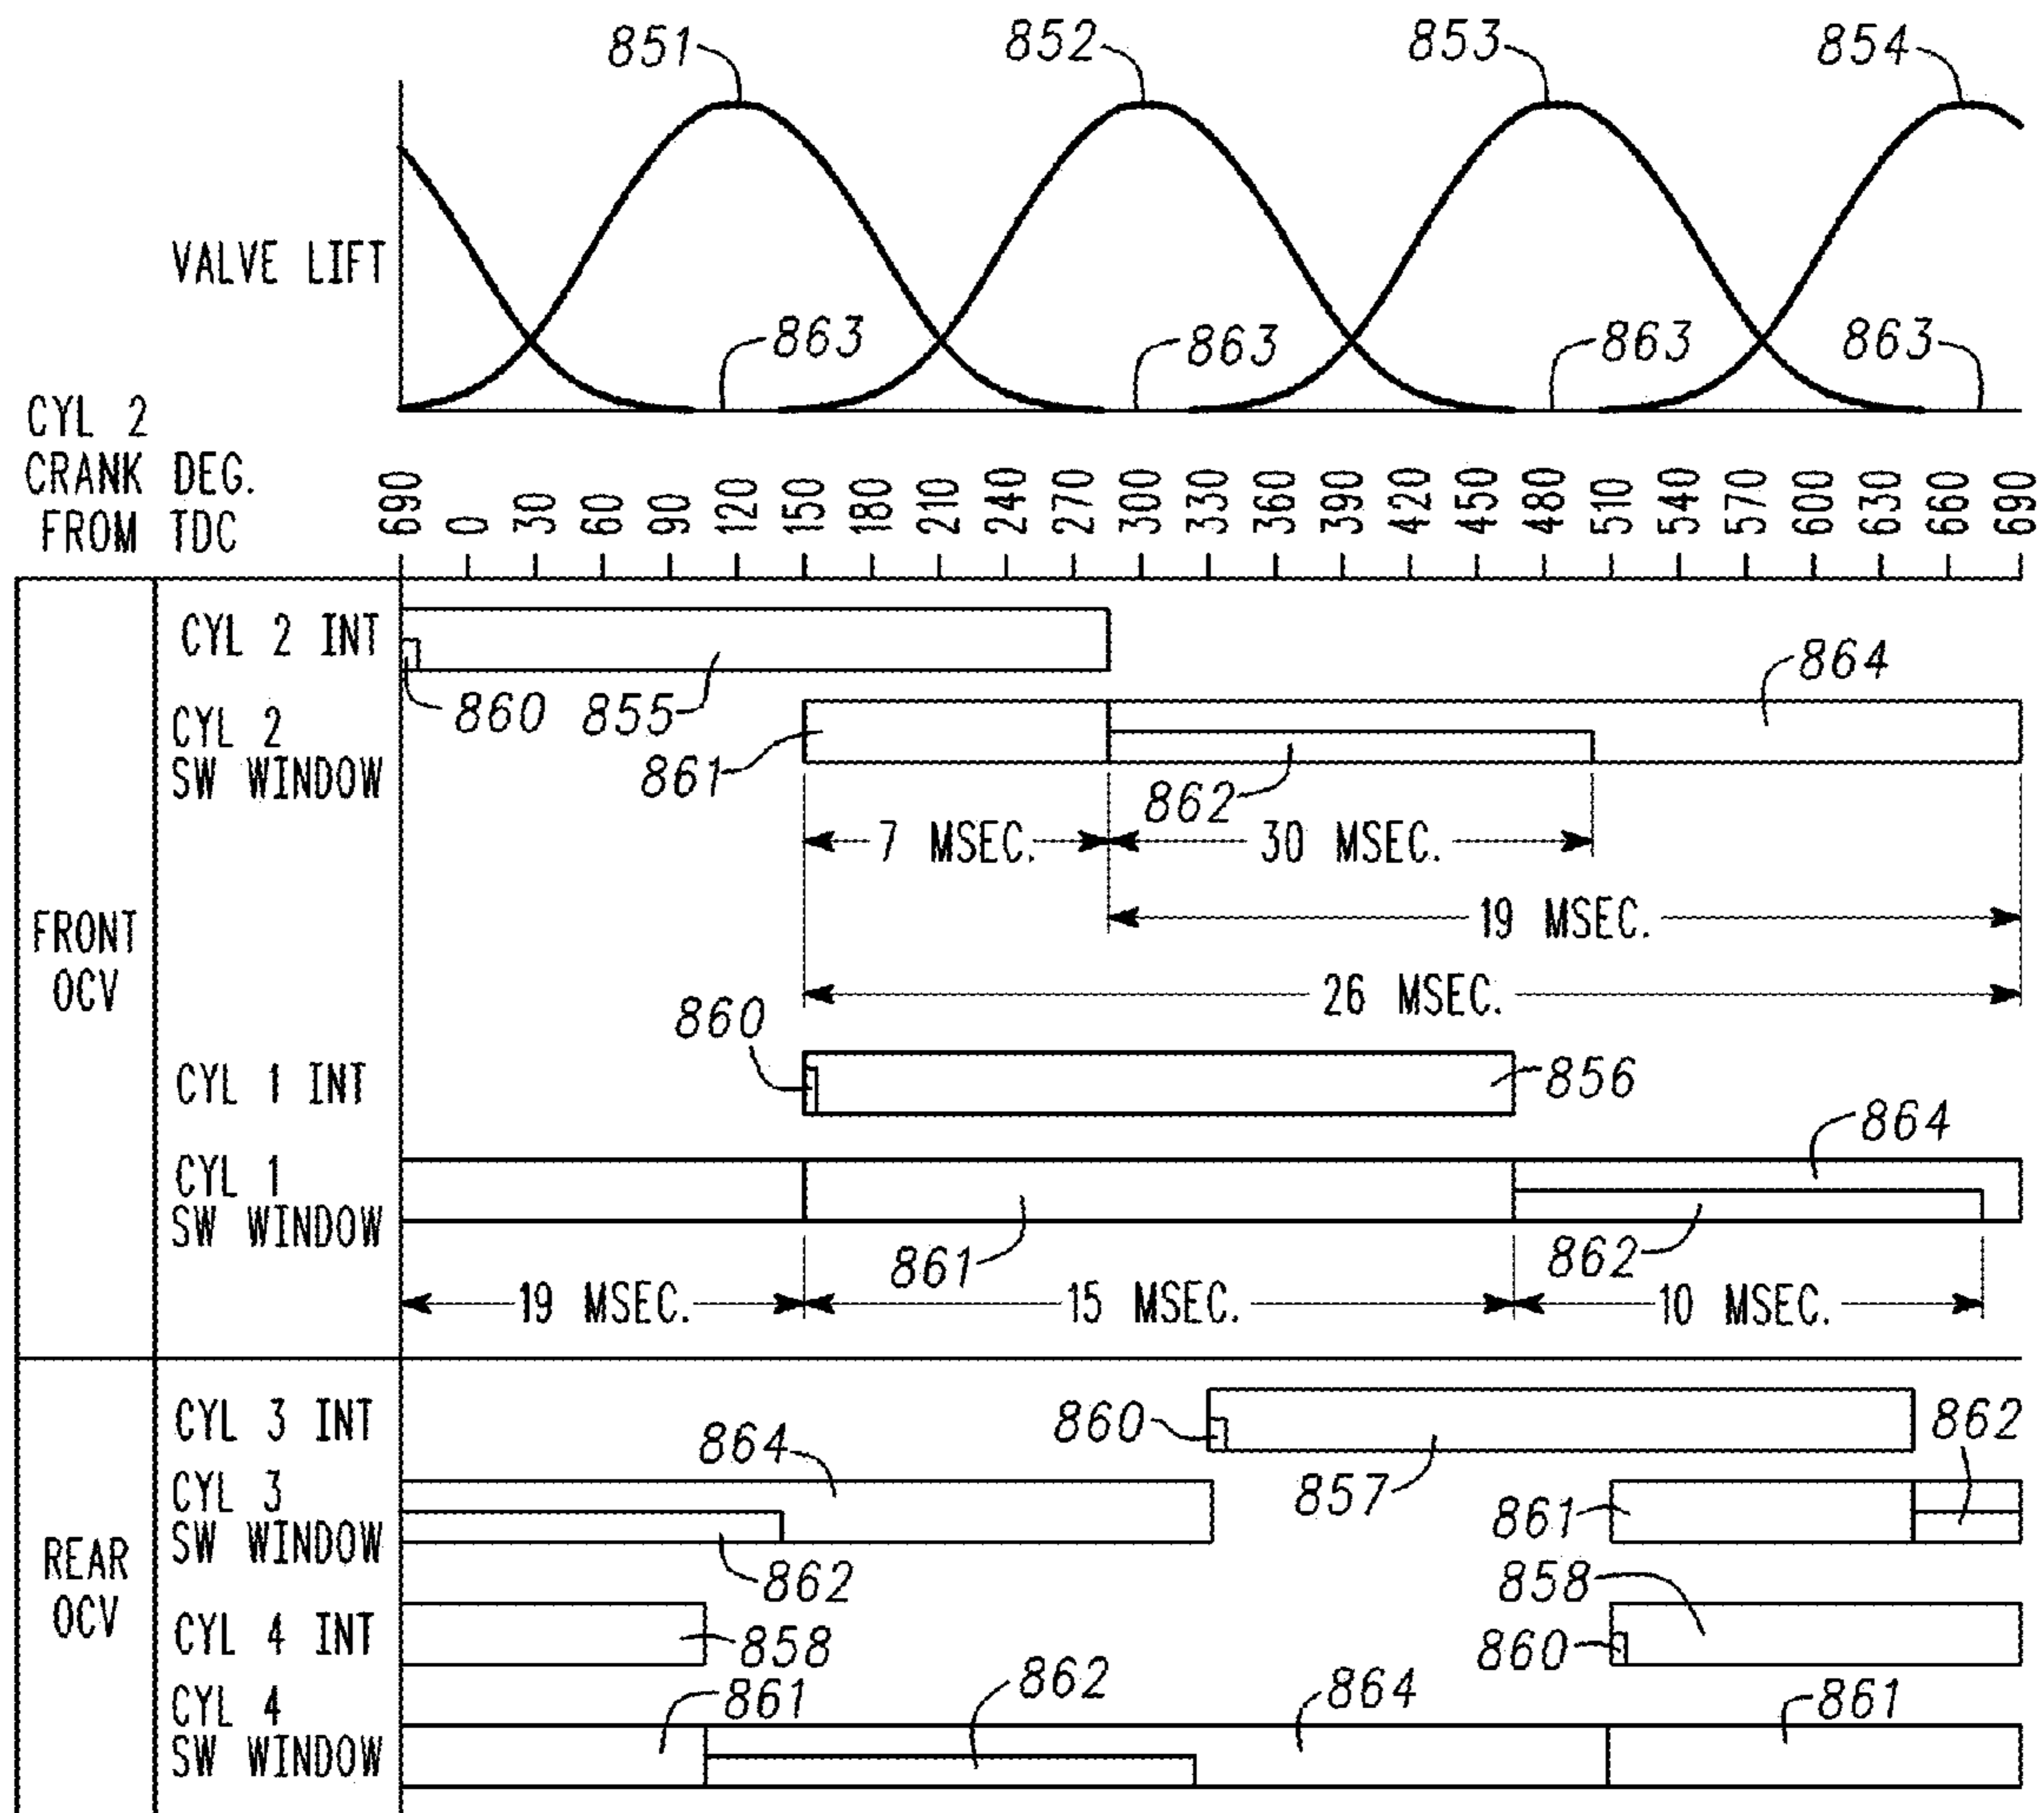 851 852 853 854
VALVE LIFT
863 863 863 863
CYL 2
CRANK DEG.
FROM TDC
690 0 30 60 90 120 150 180 210 240 270 300 330 360 390 420 450 480 510 540 570 600 630 660 690
CYL 2 INT
860 855
864
CYL 2
SW WINDOW
861
862
7 MSEC. 30 MSEC.
19 MSEC.
FRONT
OCV
26 MSEC.
860
CYL 1 INT
856
864
CYL 1
SW WINDOW
861
862
19 MSEC. 15 MSEC. 10 MSEC.
CYL 3 INT
860
857
862
864
CYL 3
SW WINDOW
861
862
REAR
OCV
858
CYL 4 INT
858
860
CYL 4
SW WINDOW
861
862
864
861